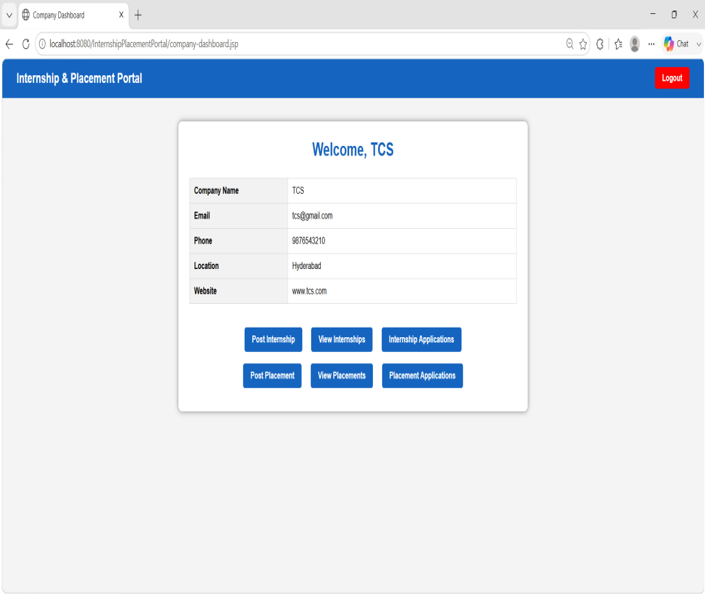 Company Dashboard
localhost:8080/InternshipPlacementPortal/company-dashboard.jsp
Chat
Internship & Placement Portal
Logout
Welcome, TCS
Company Name TCS
Email tcs@gmail.com
Phone 9876543210
Location Hyderabad
Website www.tcs.com
Post Internship View Internships Internship Applications
Post Placement View Placements Placement Applications